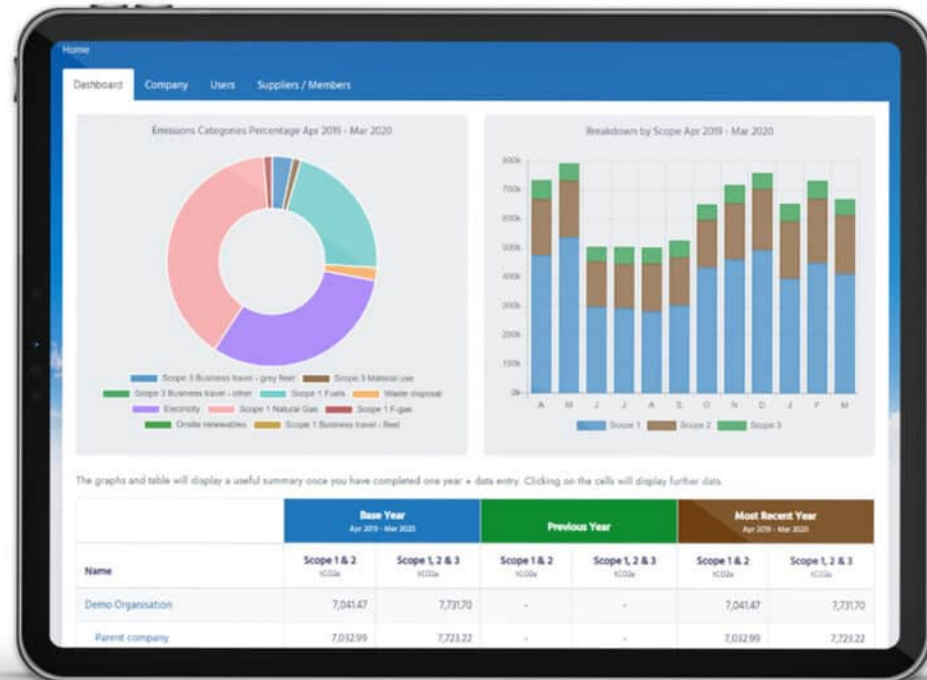 Home
Dashboard Company Users Suppliers / Members
Emissions Categories Percentage Apr 2019 - Mar 2020
Scope 3 Business travel - grey fleet Scope 3 Material use
Scope 3 Business travel - other Scope 1 Fuels Waste disposal
Electricity Scope 1 Natural Gas Scope 1 F-gas
Onsite renewables Scope 1 Business travel - fleet
Breakdown by Scope Apr 2019 - Mar 2020
800k
700k
600k
500k
400k
300k
200k
100k
0k
A M J J A S O N D J F M
Scope 1 Scope 2 Scope 3
The graphs and table will display a useful summary once you have completed one year + data entry. Clicking on the cells will display further data.
Base Year Previous Year Most Recent Year
Apr 2019 - Mar 2020 Apr 2019 - Mar 2020
Name Scope 1 & 2 Scope 1, 2 & 3 Scope 1 & 2 Scope 1, 2 & 3 Scope 1 & 2 Scope 1, 2 & 3
tCO2e tCO2e tCO2e tCO2e tCO2e tCO2e
Demo Organisation 7,041.47 7,731.70 - - 7,041.47 7,731.70
Parent company 7,032.99 7,723.22 - - 7,032.99 7,723.22